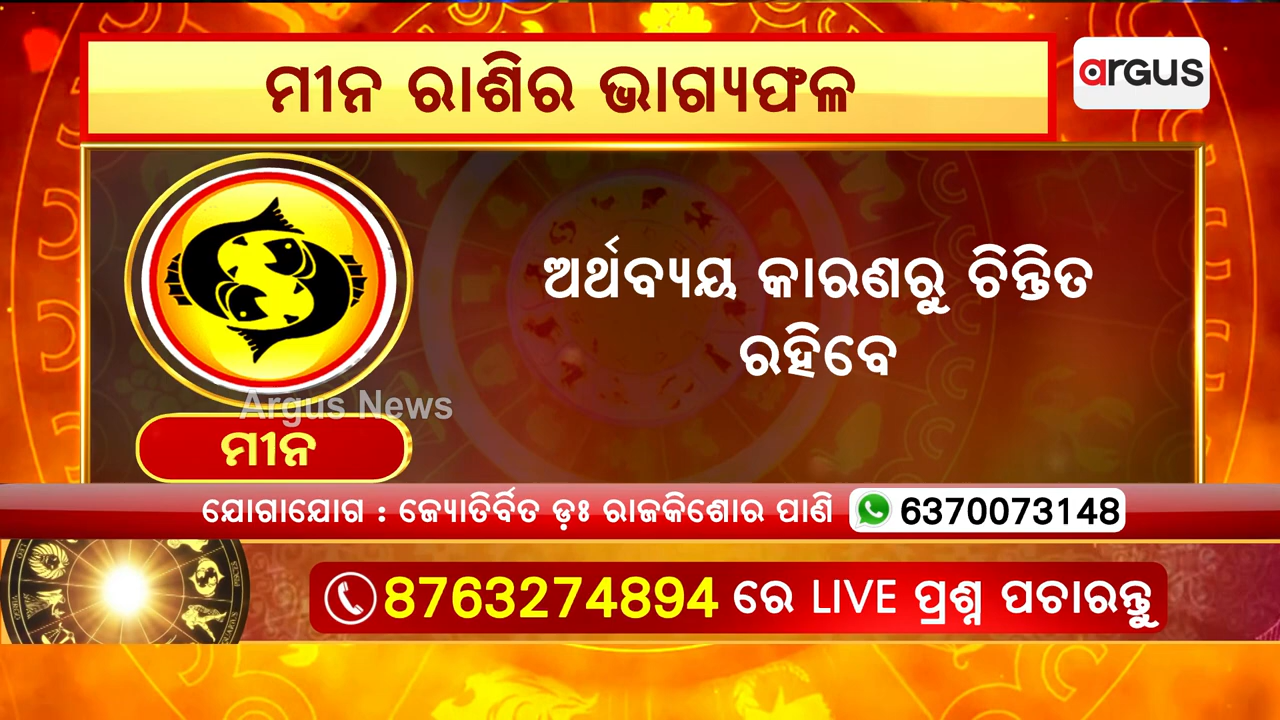 ମୀନ ରାଶିର ଭାଗ୍ୟଫଳ
argus
ଅର୍ଥବ୍ୟୟ କାରଣରୁ ଚିନ୍ତିତ
ରହିବେ
Argus News
ମୀନ
ଯୋଗାଯୋଗ : ଜ୍ୟୋତିର୍ବିତ ଡ଼ଃ ରାଜକିଶୋର ପାଣି 6370073148
8763274894 ରେ LIVE ପ୍ରଶ୍ନ ପଚାରନ୍ତୁ